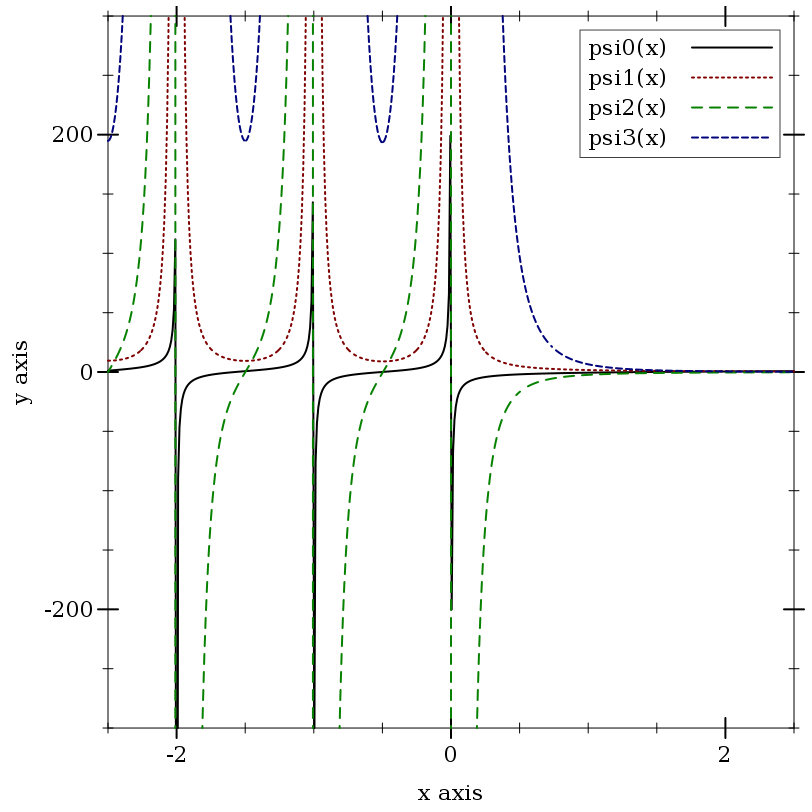 psi0(x)
psi1(x)
psi2(x)
psi3(x)
200
0
-200
y axis
-2
0
2
x axis